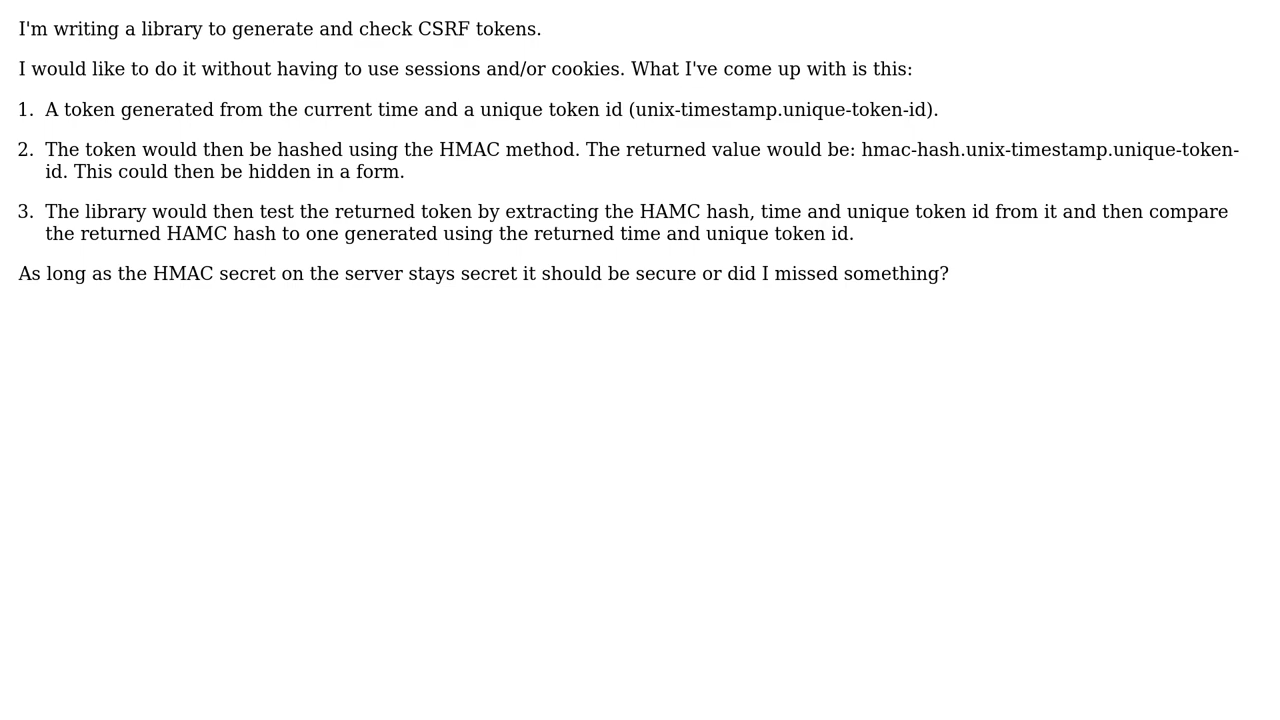 I'm writing a library to generate and check CSRF tokens.
I would like to do it without having to use sessions and/or cookies. What I've come up with is this:
1. A token generated from the current time and a unique token id (unix-timestamp.unique-token-id).
2. The token would then be hashed using the HMAC method. The returned value would be: hmac-hash.unix-timestamp.unique-token-
id. This could then be hidden in a form.
3. The library would then test the returned token by extracting the HAMC hash, time and unique token id from it and then compare
the returned HAMC hash to one generated using the returned time and unique token id.
As long as the HMAC secret on the server stays secret it should be secure or did I missed something?